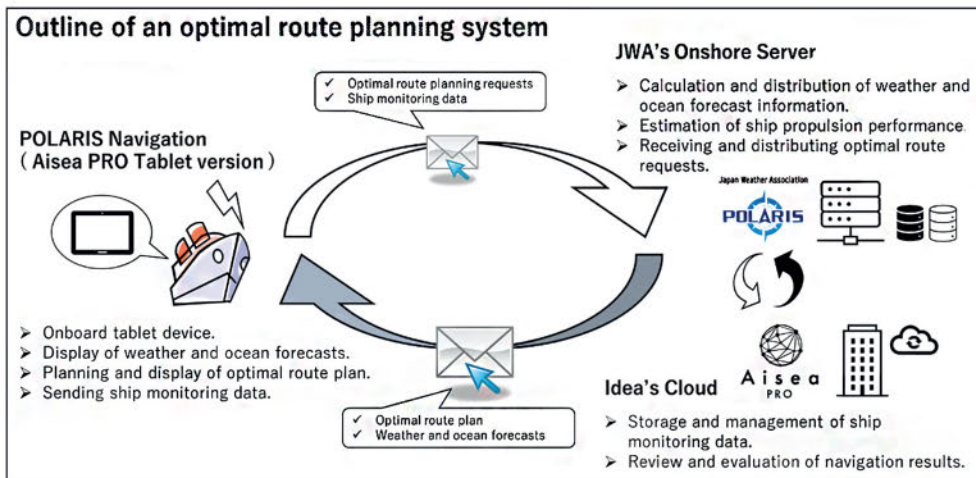 Outline of an optimal route planning system
✓ Optimal route planning requests
✓ Ship monitoring data
POLARIS Navigation
( Aisea PRO Tablet version )
➢ Onboard tablet device.
➢ Display of weather and ocean forecasts.
➢ Planning and display of optimal route plan.
➢ Sending ship monitoring data.
✓ Optimal route plan
✓ Weather and ocean forecasts
JWA's Onshore Server
➢ Calculation and distribution of weather and
ocean forecast information.
➢ Estimation of ship propulsion performance.
➢ Receiving and distributing optimal route
requests.
Japan Weather Association
POLARIS
Aisea
PRO
Idea's Cloud
➢ Storage and management of ship
monitoring data.
➢ Review and evaluation of navigation results.